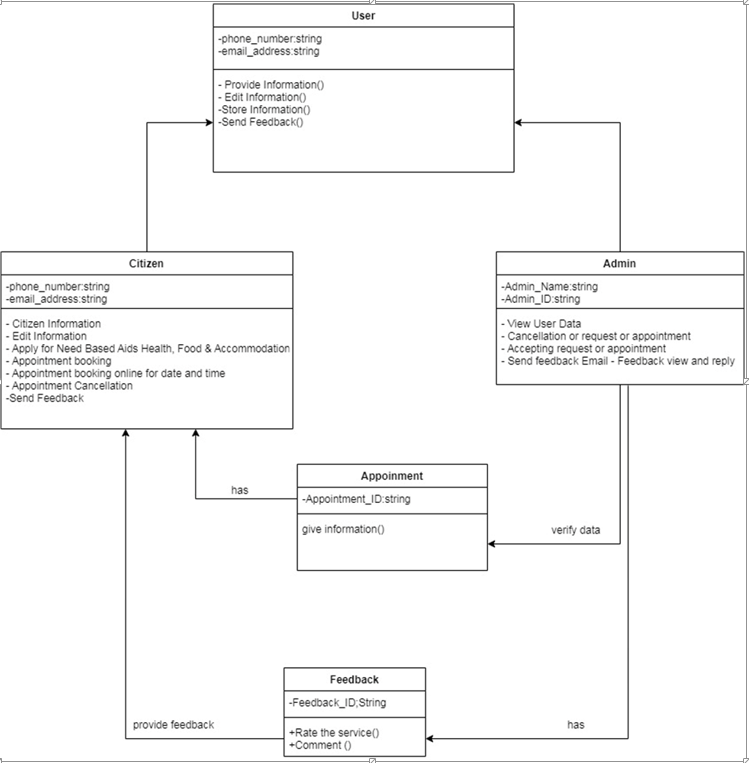 User
-phone_number:string
-email_address:string
- Provide Information()
- Edit Information()
-Store Information()
-Send Feedback()
Citizen
-phone_number:string
-email_address:string
- Citizen Information
- Edit Information
- Apply for Need Based Aids Health, Food & Accommodation
- Appointment booking
- Appointment booking online for date and time
- Appointment Cancellation
-Send Feedback
Admin
-Admin_Name:string
-Admin_ID:string
- View User Data
- Cancellation or request or appointment
- Accepting request or appointment
- Send feedback Email - Feedback view and reply
Appoinment
-Appointment_ID:string
give information()
has
verify data
Feedback
-Feedback_ID;String
+Rate the service()
+Comment ()
provide feedback
has